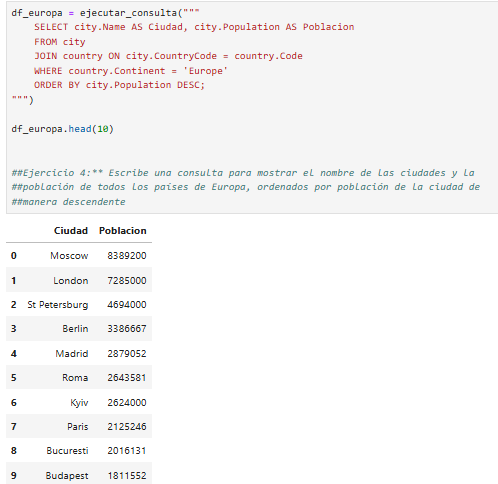 df_europa = ejecutar_consulta("""
    SELECT city.Name AS Ciudad, city.Population AS Poblacion
    FROM city
    JOIN country ON city.CountryCode = country.Code
    WHERE country.Continent = 'Europe'
    ORDER BY city.Population DESC;
""")
df_europa.head(10)
##Ejercicio 4:** Escribe una consulta para mostrar el nombre de las ciudades y la
##población de todos los países de Europa, ordenados por población de la ciudad de
##manera descendente
Ciudad Poblacion
0 Moscow 8389200
1 London 7285000
2 St Petersburg 4694000
3 Berlin 3386667
4 Madrid 2879052
5 Roma 2643581
6 Kyiv 2624000
7 Paris 2125246
8 Bucuresti 2016131
9 Budapest 1811552